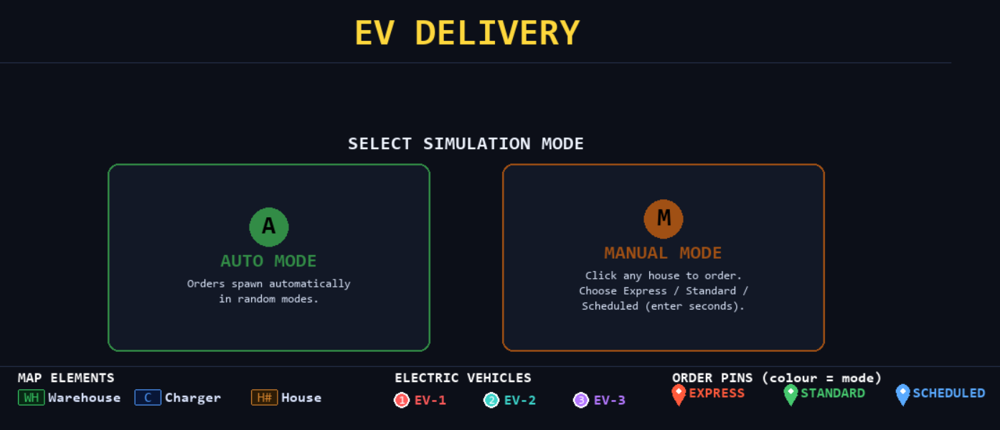 EV DELIVERY
SELECT SIMULATION MODE
A
AUTO MODE
Orders spawn automatically
in random modes.
M
MANUAL MODE
Click any house to order.
Choose Express / Standard /
Scheduled (enter seconds).
MAP ELEMENTS
WH Warehouse C Charger H# House
ELECTRIC VEHICLES
1 EV-1 2 EV-2 3 EV-3
ORDER PINS (colour = mode)
EXPRESS STANDARD SCHEDULED